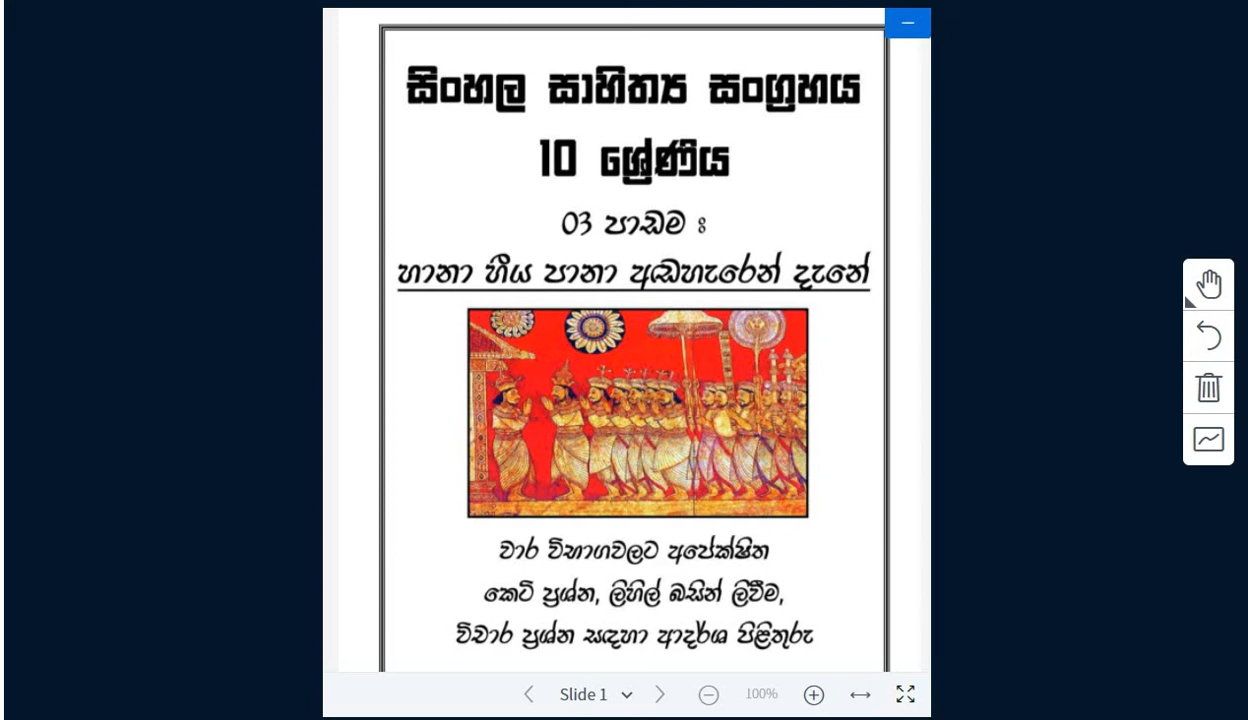 සිංහල සාහිත්‍ය සංග්‍රහය
10 ශ්‍රේණිය
03 පාඩම :
හානා හීය පානා අඬහැරෙන් දැනේ
වාර විභාගවලට අපේක්ෂිත
කෙටි ප්‍රශ්න, ලිහිල් බසින් ලිවීම,
විචාර ප්‍රශ්න සඳහා ආදර්ශ පිළිතුරු
Slide 1
100%